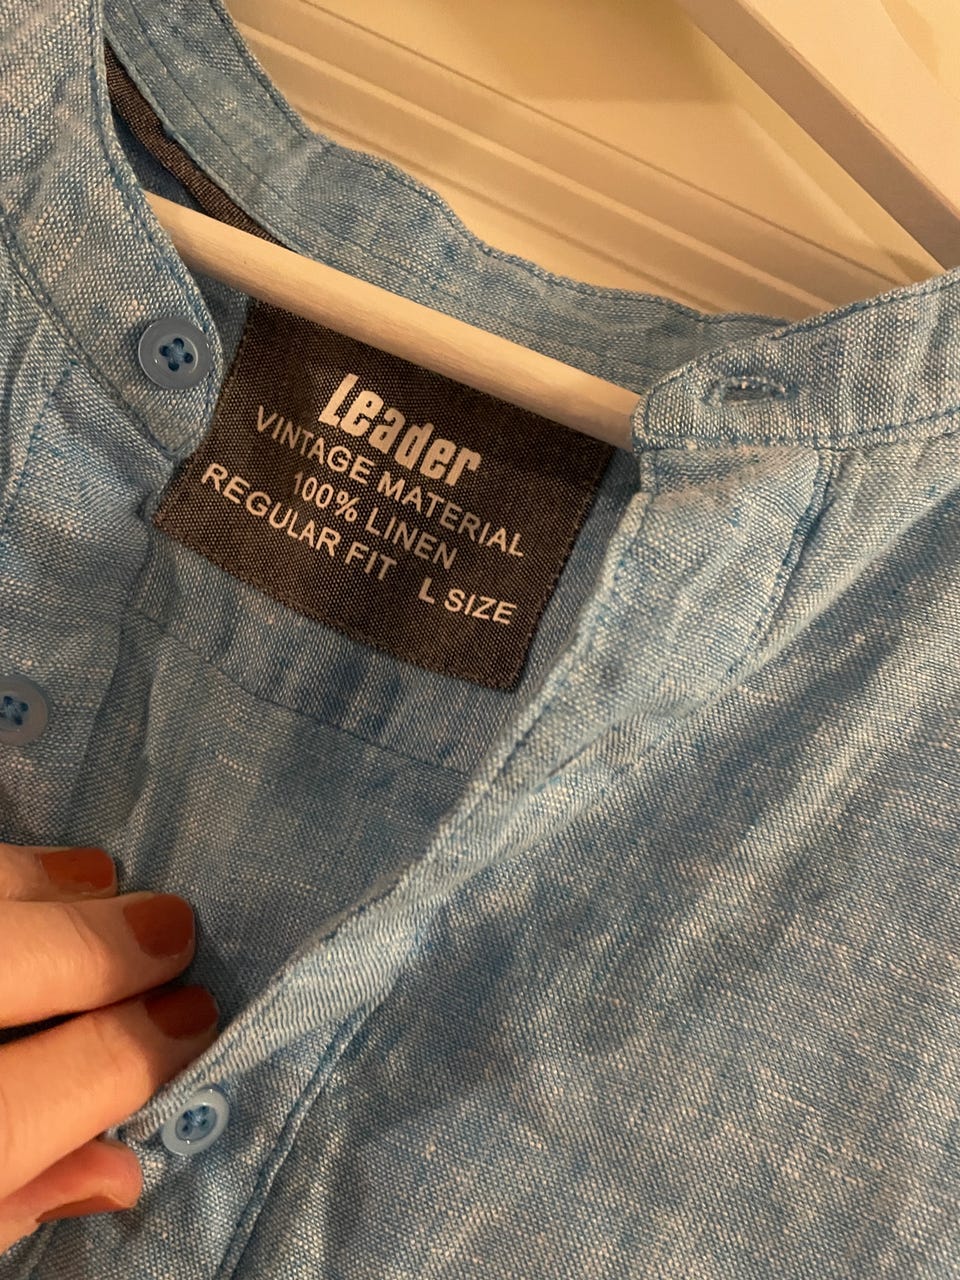 Leader
VINTAGE MATERIAL
100% LINEN
REGULAR FIT L SIZE